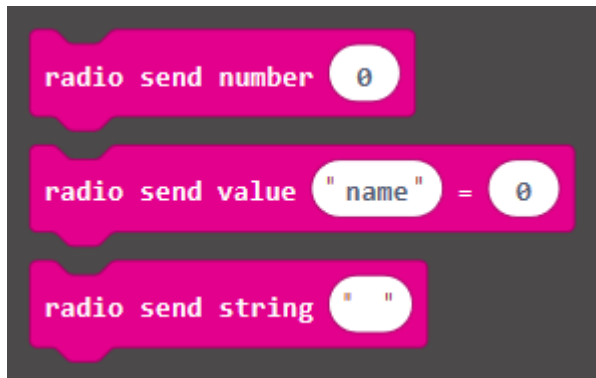 radio send number 0
radio send value "name" = 0
radio send string " "